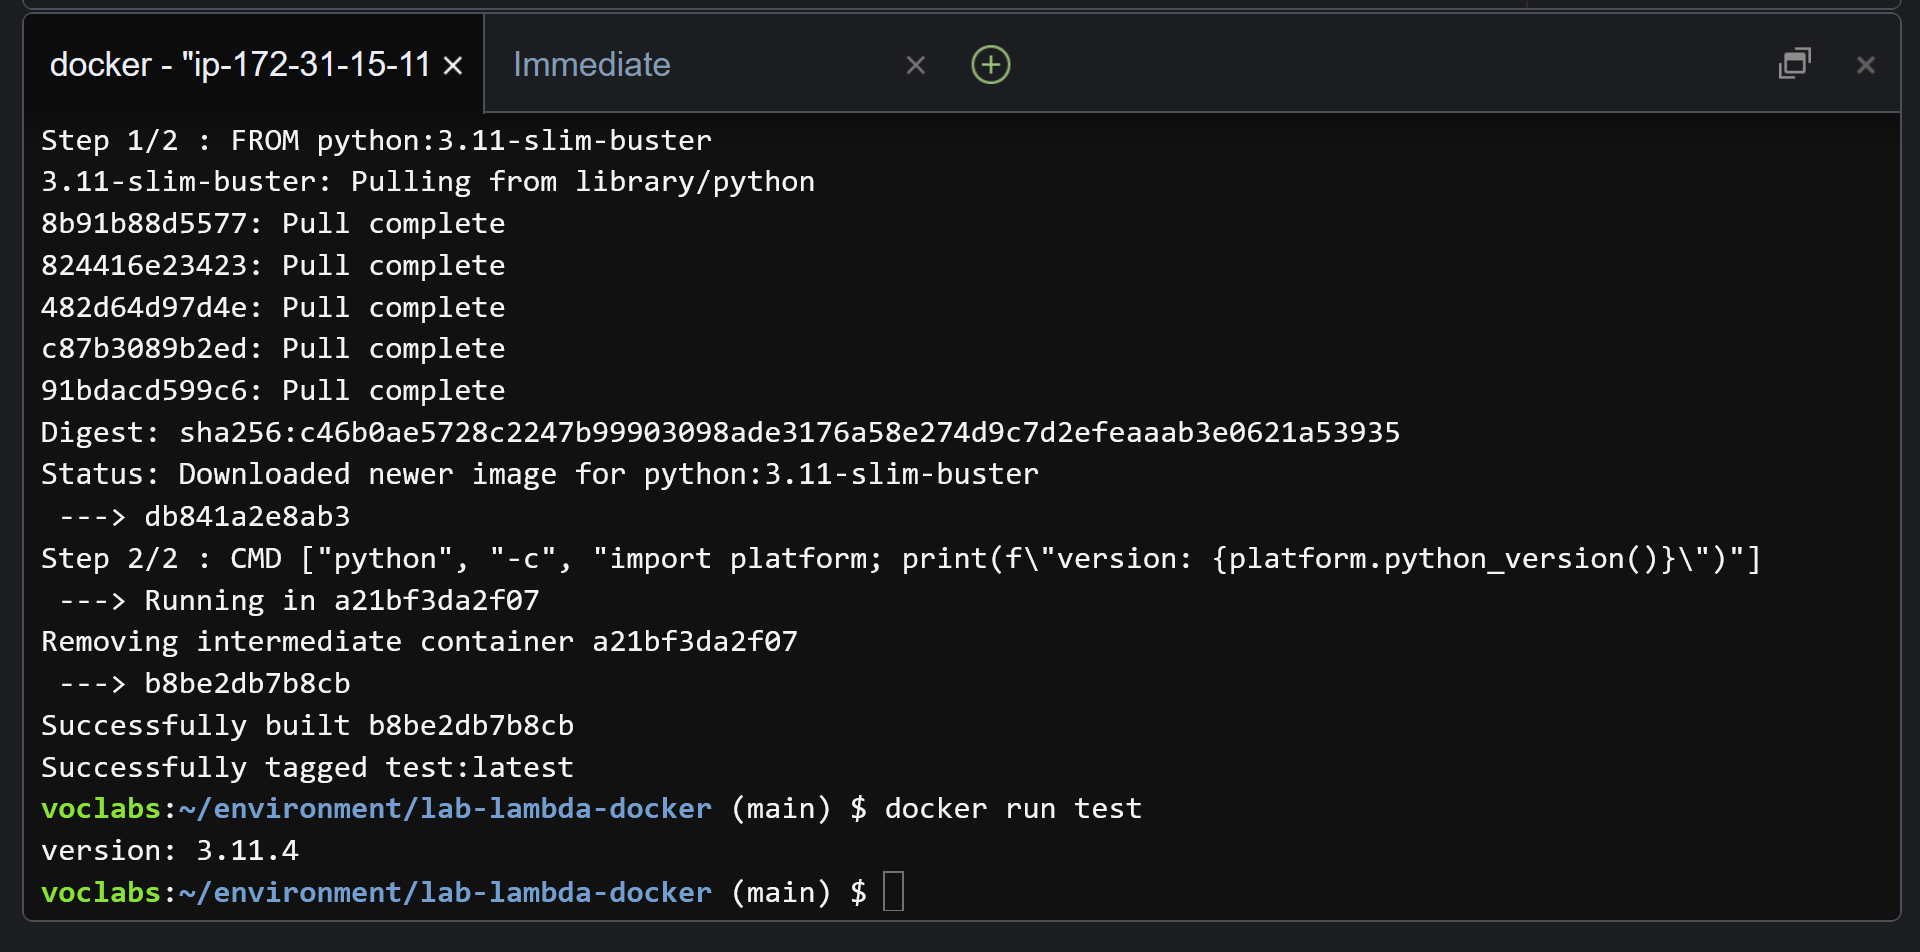 docker - "ip-172-31-15-11 ×
Immediate ×
Step 1/2 : FROM python:3.11-slim-buster
3.11-slim-buster: Pulling from library/python
8b91b88d5577: Pull complete
824416e23423: Pull complete
482d64d97d4e: Pull complete
c87b3089b2ed: Pull complete
91bdacd599c6: Pull complete
Digest: sha256:c46b0ae5728c2247b99903098ade3176a58e274d9c7d2efeaaab3e0621a53935
Status: Downloaded newer image for python:3.11-slim-buster
 ---> db841a2e8ab3
Step 2/2 : CMD ["python", "-c", "import platform; print(f\"version: {platform.python_version()}\")"]
 ---> Running in a21bf3da2f07
Removing intermediate container a21bf3da2f07
 ---> b8be2db7b8cb
Successfully built b8be2db7b8cb
Successfully tagged test:latest
voclabs:~/environment/lab-lambda-docker (main) $ docker run test
version: 3.11.4
voclabs:~/environment/lab-lambda-docker (main) $